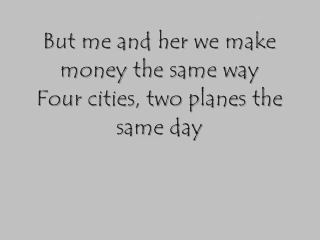 But me and her we make
money the same way
Four cities, two planes the
same day